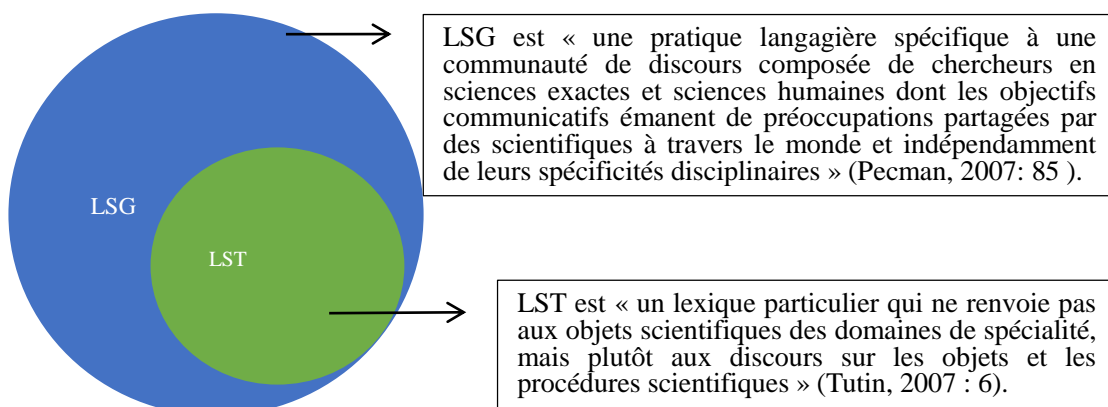 LSG est « une pratique langagière spécifique à une
communauté de discours composée de chercheurs en
sciences exactes et sciences humaines dont les objectifs
communicatifs émanent de préoccupations partagées par
des scientifiques à travers le monde et indépendamment
de leurs spécificités disciplinaires » (Pecman, 2007: 85 ).
LSG
LST
LST est « un lexique particulier qui ne renvoie pas
aux objets scientifiques des domaines de spécialité,
mais plutôt aux discours sur les objets et les
procédures scientifiques » (Tutin, 2007 : 6).